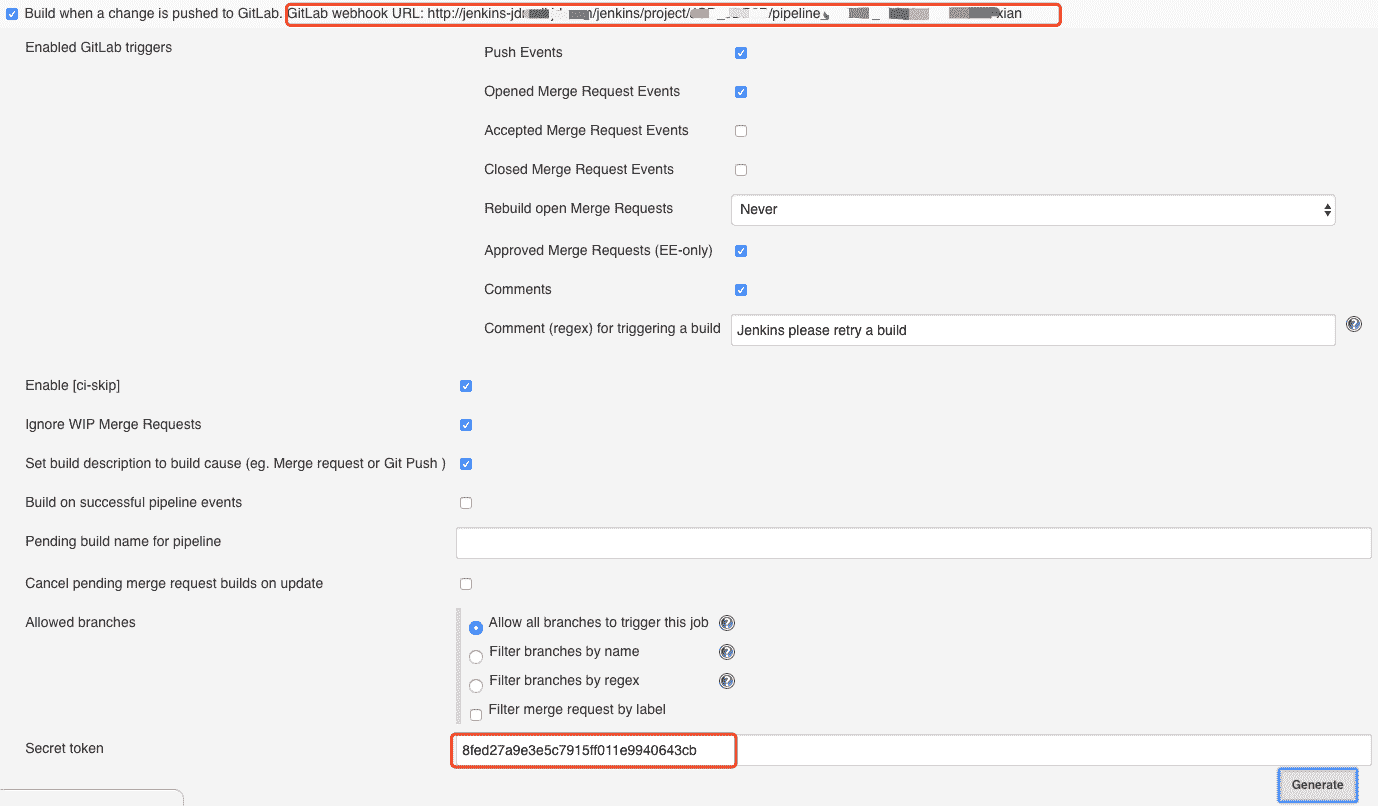 Build when a change is pushed to GitLab. GitLab webhook URL: http://jenkins- /jenkins/project/ /pipeline xian
Enabled GitLab triggers
Push Events
Opened Merge Request Events
Accepted Merge Request Events
Closed Merge Request Events
Rebuild open Merge Requests Never
Approved Merge Requests (EE-only)
Comments
Comment (regex) for triggering a build Jenkins please retry a build
Enable [ci-skip]
Ignore WIP Merge Requests
Set build description to build cause (eg. Merge request or Git Push )
Build on successful pipeline events
Pending build name for pipeline
Cancel pending merge request builds on update
Allowed branches
Allow all branches to trigger this job
Filter branches by name
Filter branches by regex
Filter merge request by label
Secret token 8fed27a9e3e5c7915ff011e9940643cb
Generate